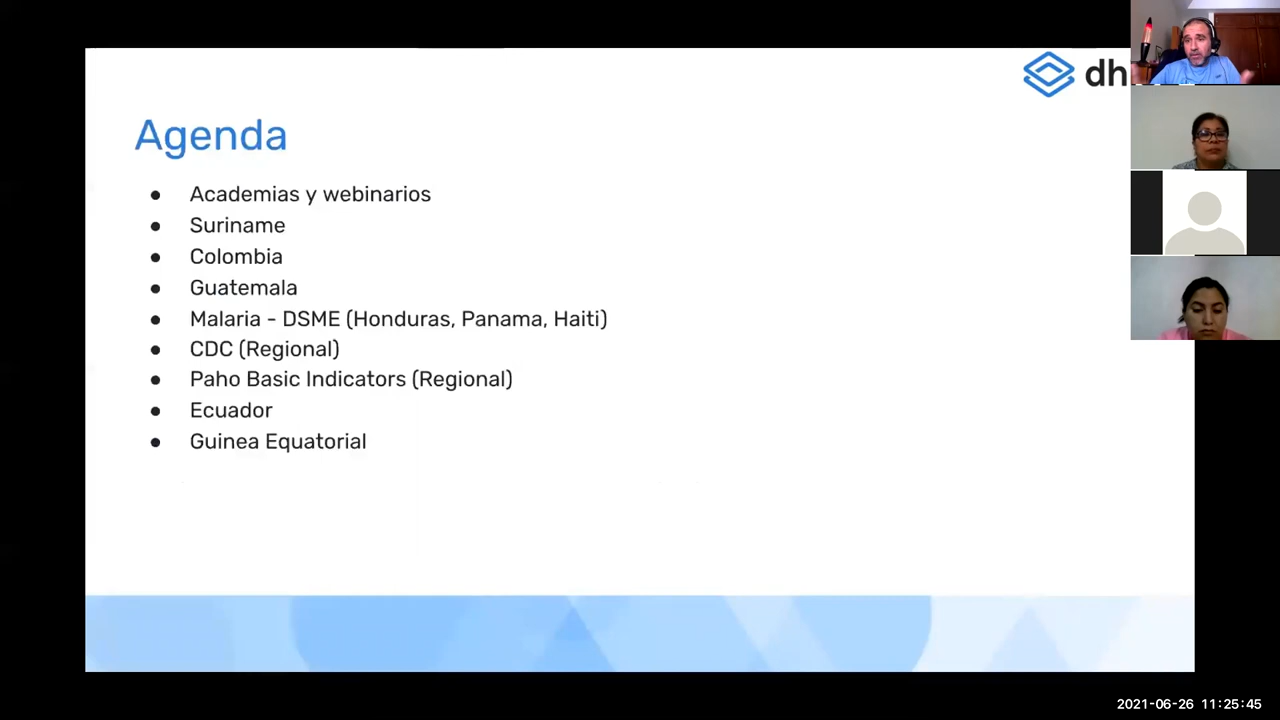 dh
Agenda
● Academias y webinarios
● Suriname
● Colombia
● Guatemala
● Malaria - DSME (Honduras, Panama, Haiti)
● CDC (Regional)
● Paho Basic Indicators (Regional)
● Ecuador
● Guinea Equatorial
2021-06-26 11:25:45